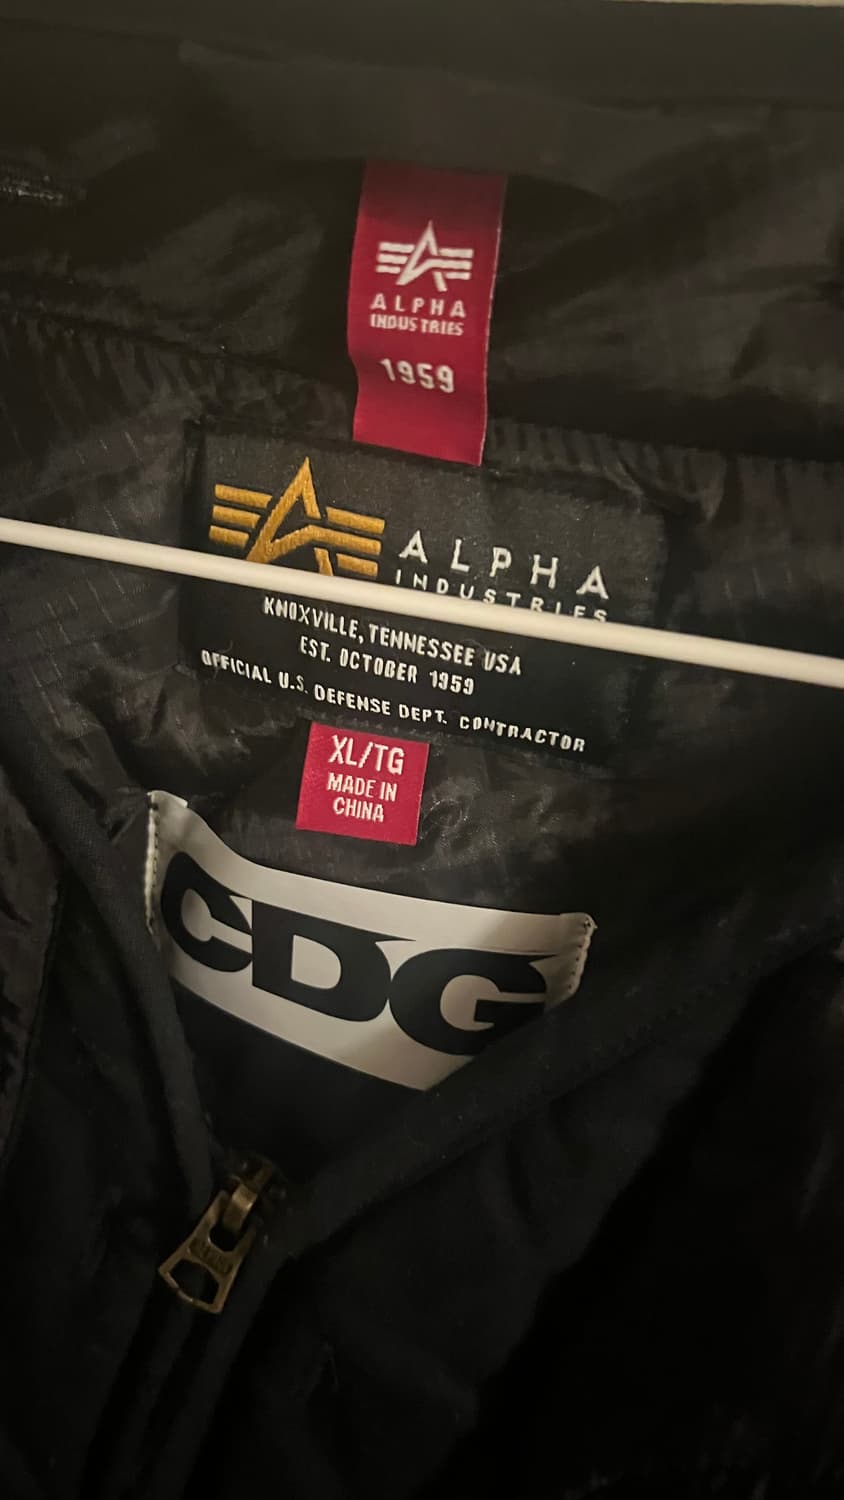 ALPHA
INDUSTRIES
1959
ALPHA
INDUSTRIES
KNOXVILLE, TENNESSEE USA
EST. OCTOBER 1959
OFFICIAL U.S. DEFENSE DEPT. CONTRACTOR
XL/TG
MADE IN
CHINA
CDG